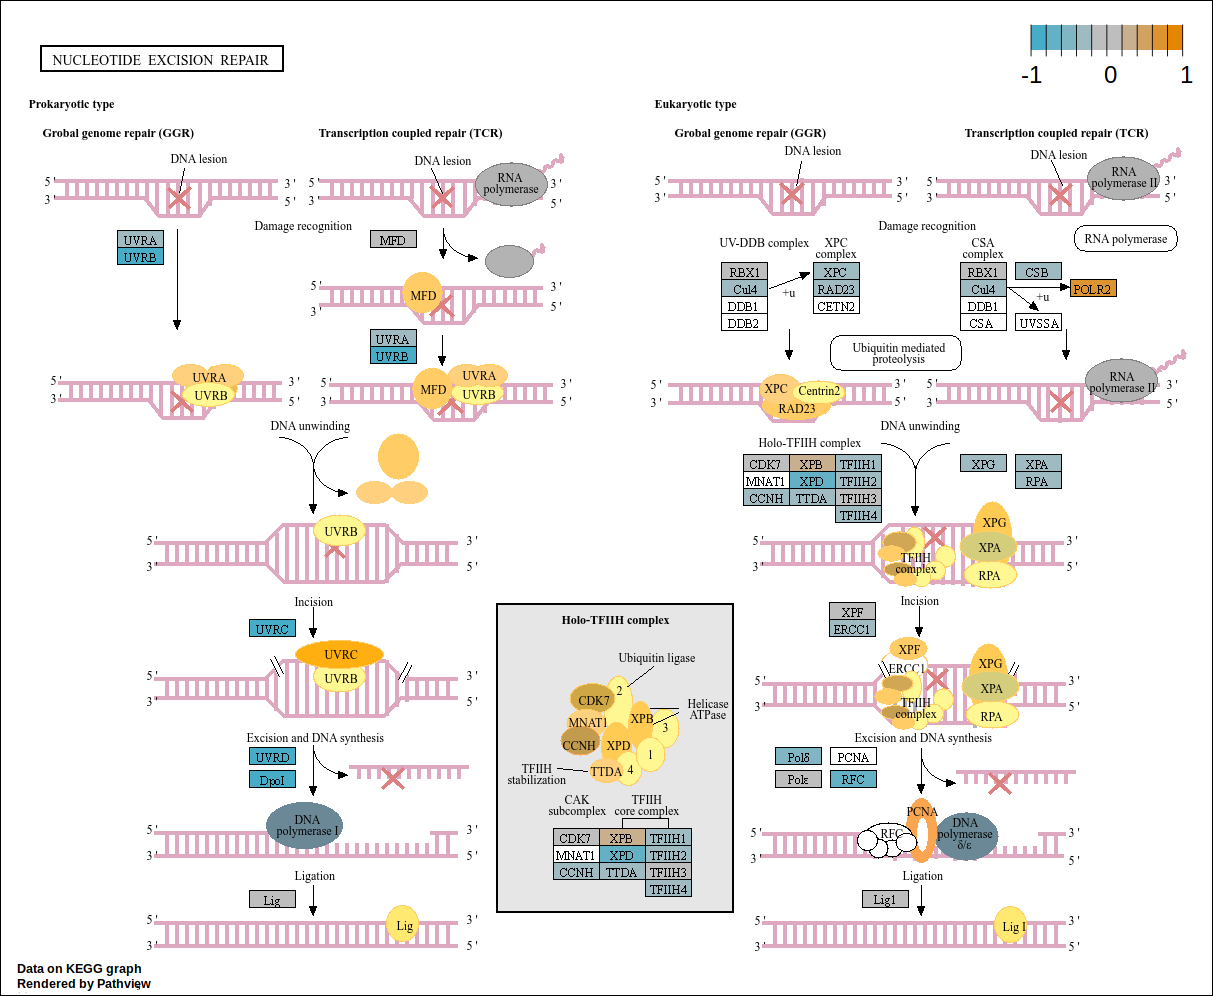 NUCLEOTIDE EXCISION REPAIR
-1 0 1
Prokaryotic type
Grobal genome repair (GGR)
Transcription coupled repair (TCR)
DNA lesion
5' 3'
3'
DNA lesion
RNA
polymerase
5' 3'
3' 5'
Damage recognition
UVRA
UVRB
MFD
MFD
5' 3'
3' 5'
UVRA
UVRB
UVRA
UVRB
5' 3'
3' 5'
MFD
UVRA
UVRB
5' 3'
3' 5'
DNA unwinding
UVRB
5' 3'
3' 5'
Incision
UVRC
UVRC
UVRB
5' 3'
3' 5'
Excision and DNA synthesis
UVRD
DpoI
DNA
polymerase I
5' 3'
3' 5'
Ligation
Lig
Lig
5' 3'
3' 5'
Holo-TFIIH complex
Ubiquitin ligase
CDK7
2
MNAT1
XPB
Helicase
ATPase
CCNH
XPD
3
1
TFIIH
stabilization
TTDA
4
CAK
subcomplex
TFIIH
core complex
CDK7 XPB TFIIH1
MNAT1 XPD TFIIH2
CCNH TTDA TFIIH3
TFIIH4
Eukaryotic type
Grobal genome repair (GGR)
Transcription coupled repair (TCR)
DNA lesion
5' 3'
3' 5'
DNA lesion
RNA
polymerase II
5'
3'
Damage recognition
RNA polymerase
UV-DDB complex
XPC
complex
RBX1
Cul4
DDB1
DDB2
+u
XPC
RAD23
CETN2
CSA
complex
RBX1
Cul4
DDB1
CSA
CSB
+u
POLR2
UVSSA
Ubiquitin mediated
proteolysis
XPC
Centrin2
RAD23
5' 3'
3' 5'
RNA
polymerase II
5' 3'
3' 5'
DNA unwinding
Holo-TFIIH complex
CDK7 XPB TFIIH1
MNAT1 XPD TFIIH2
CCNH TTDA TFIIH3
TFIIH4
XPG XPA
RPA
XPG
XPA
RPA
TFIIH
complex
5' 3'
3' 5'
Incision
XPF
ERCC1
XPF
ERCC1
XPG
XPA
RPA
TFIIH
complex
5' 3'
3' 5'
Excision and DNA synthesis
Polδ PCNA
Polε RFC
PCNA
RFC
DNA
polymerase
δ/ε
5' 3'
3' 5'
Ligation
Lig1
Lig I
5' 3'
3' 5'
Data on KEGG graph
Rendered by Pathview